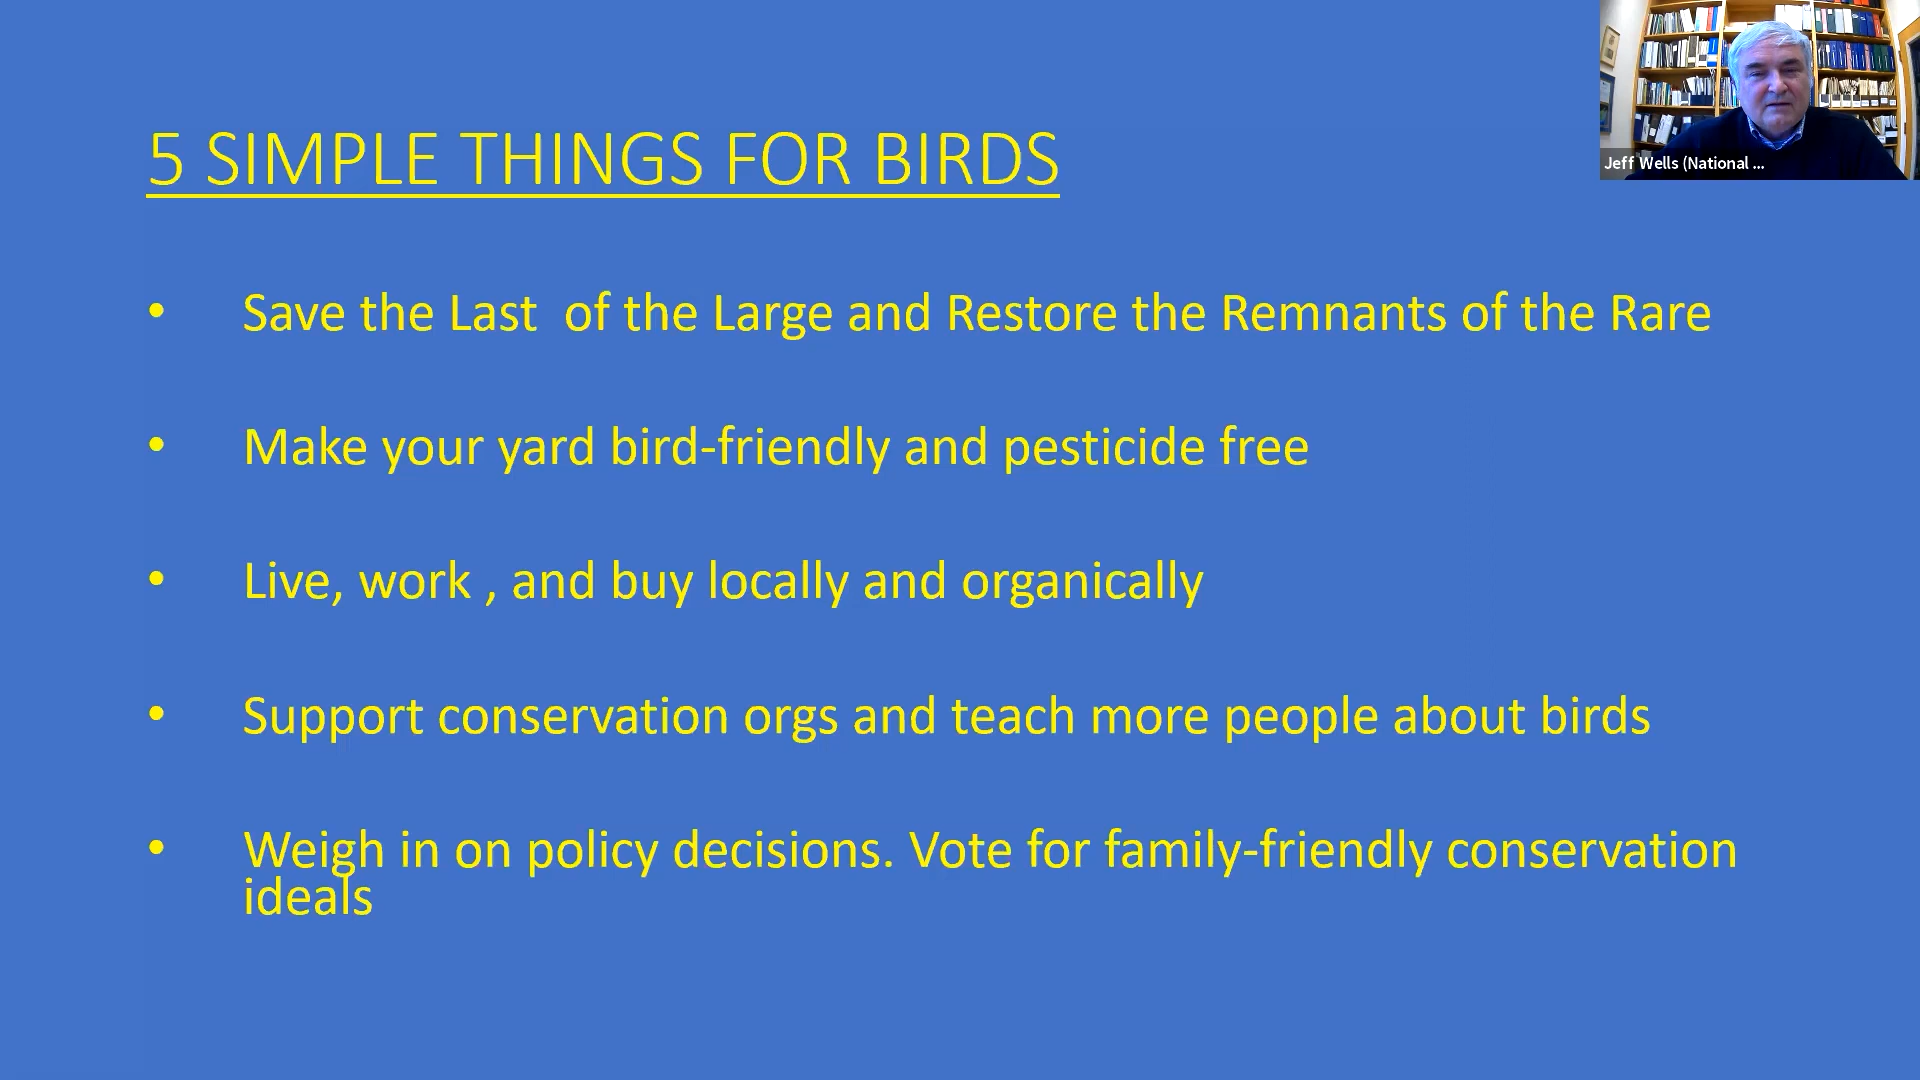 5 SIMPLE THINGS FOR BIRDS
Jeff Wells (National ...
• Save the Last  of the Large and Restore the Remnants of the Rare
• Make your yard bird-friendly and pesticide free
• Live, work , and buy locally and organically
• Support conservation orgs and teach more people about birds
• Weigh in on policy decisions. Vote for family-friendly conservation
ideals